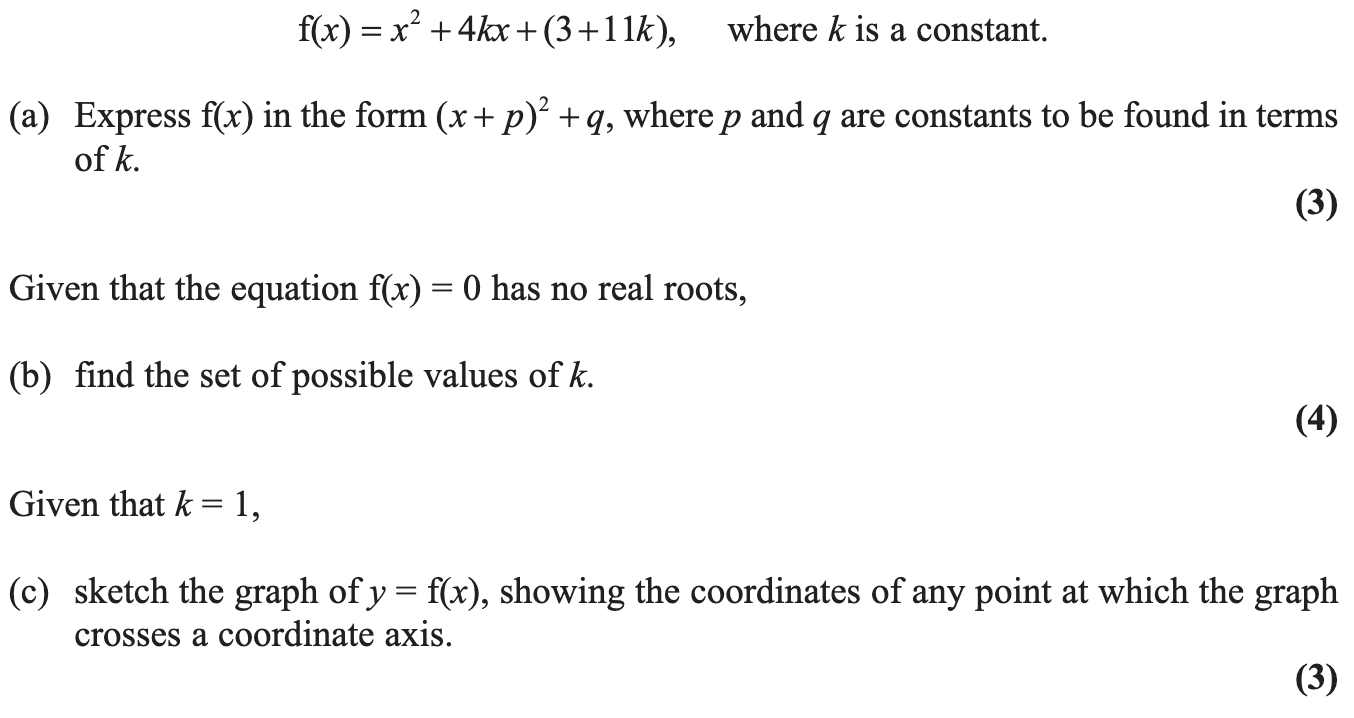 f(x) = x² + 4kx + (3 + 11k), where k is a constant.
(a) Express f(x) in the form (x + p)² + q, where p and q are constants to be found in terms
of k.
(3)
Given that the equation f(x) = 0 has no real roots,
(b) find the set of possible values of k.
(4)
Given that k = 1,
(c) sketch the graph of y = f(x), showing the coordinates of any point at which the graph
crosses a coordinate axis.
(3)